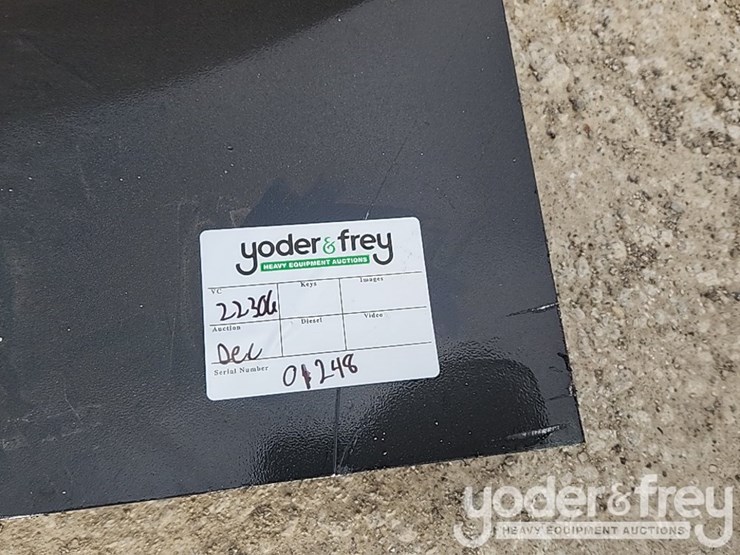 yoder & frey
HEAVY EQUIPMENT AUCTIONS
VC Keys Images
22306
Auction Diesel Video
Dec
Serial Number 01248
yoder & frey
HEAVY EQUIPMENT AUCTIONS